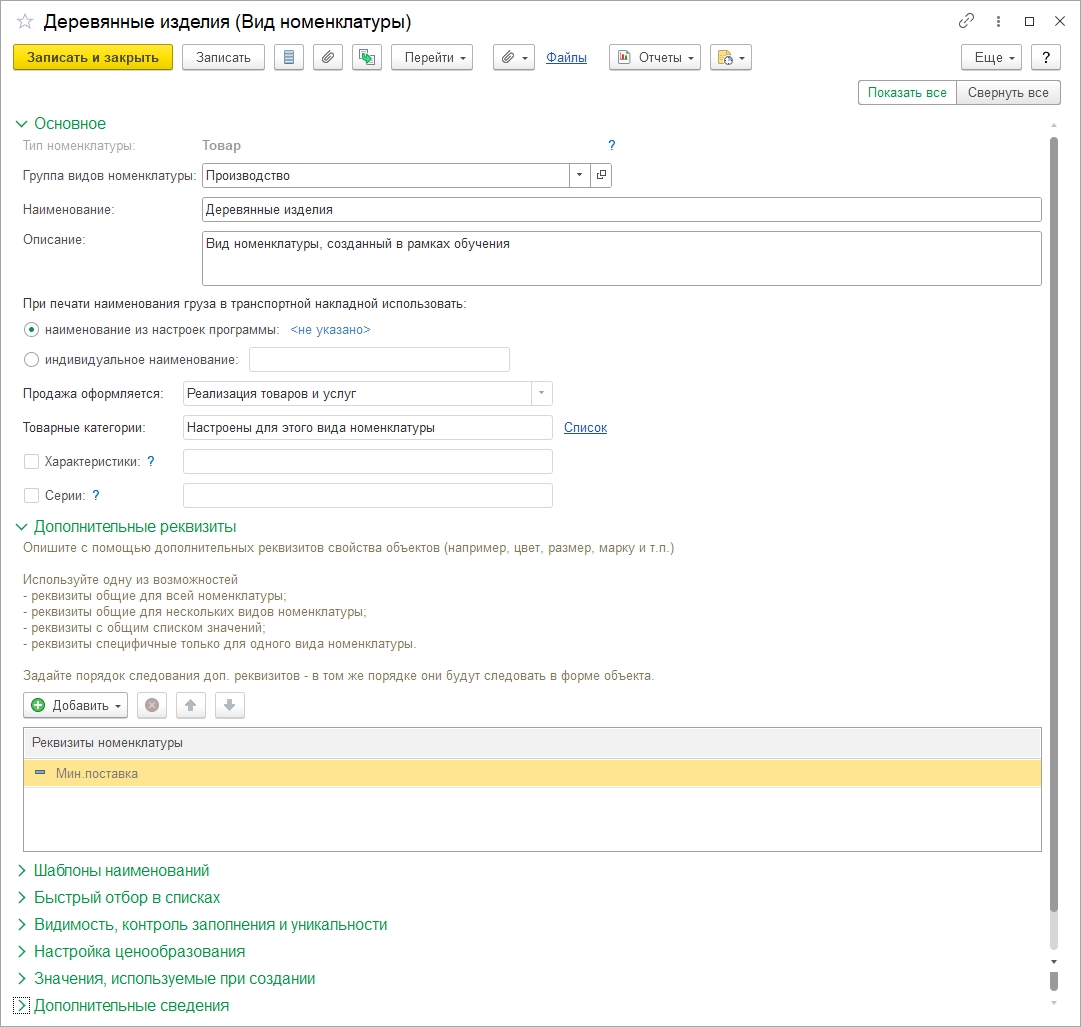 Деревянные изделия (Вид номенклатуры)
Записать и закрыть Записать Перейти Файлы Отчеты Еще ?
Показать все Свернуть все
Основное
Тип номенклатуры: Товар ?
Группа видов номенклатуры: Производство
Наименование: Деревянные изделия
Описание: Вид номенклатуры, созданный в рамках обучения
При печати наименования груза в транспортной накладной использовать:
наименование из настроек программы: <не указано>
индивидуальное наименование:
Продажа оформляется: Реализация товаров и услуг
Товарные категории: Настроены для этого вида номенклатуры Список
Характеристики: ?
Серии: ?
Дополнительные реквизиты
Опишите с помощью дополнительных реквизитов свойства объектов (например, цвет, размер, марку и т.п.)
Используйте одну из возможностей
- реквизиты общие для всей номенклатуры;
- реквизиты общие для нескольких видов номенклатуры;
- реквизиты с общим списком значений;
- реквизиты специфичные только для одного вида номенклатуры.
Задайте порядок следования доп. реквизитов - в том же порядке они будут следовать в форме объекта.
Добавить
Реквизиты номенклатуры
Мин.поставка
Шаблоны наименований
Быстрый отбор в списках
Видимость, контроль заполнения и уникальности
Настройка ценообразования
Значения, используемые при создании
Дополнительные сведения